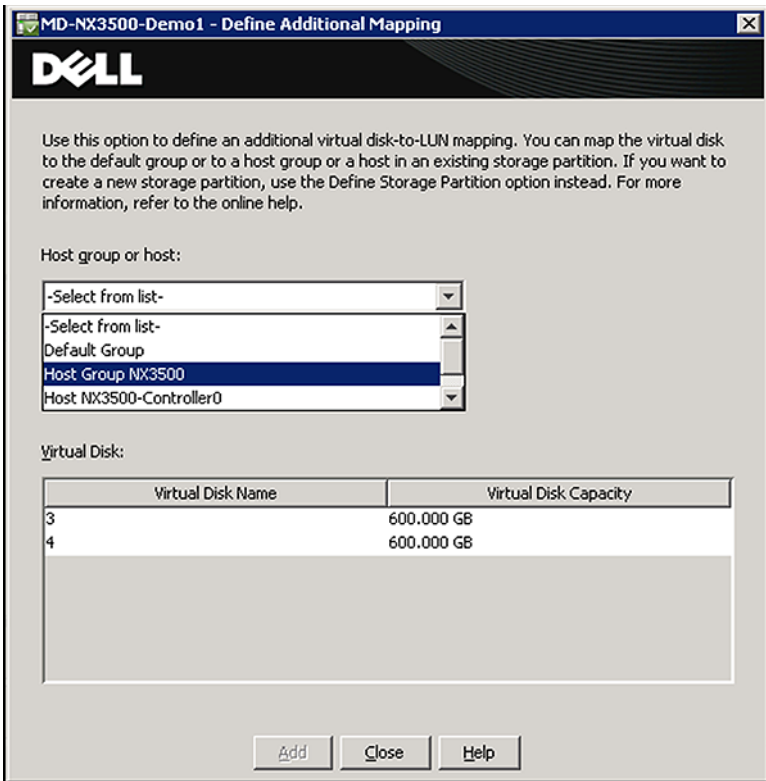 MD-NX3500-Demo1 - Define Additional Mapping
DELL
Use this option to define an additional virtual disk-to-LUN mapping. You can map the virtual disk
to the default group or to a host group or a host in an existing storage partition. If you want to
create a new storage partition, use the Define Storage Partition option instead. For more
information, refer to the online help.
Host group or host:
-Select from list-
-Select from list-
Default Group
Host Group NX3500
Host NX3500-Controller0
Virtual Disk:
Virtual Disk Name Virtual Disk Capacity
3 600.000 GB
4 600.000 GB
Add Close Help